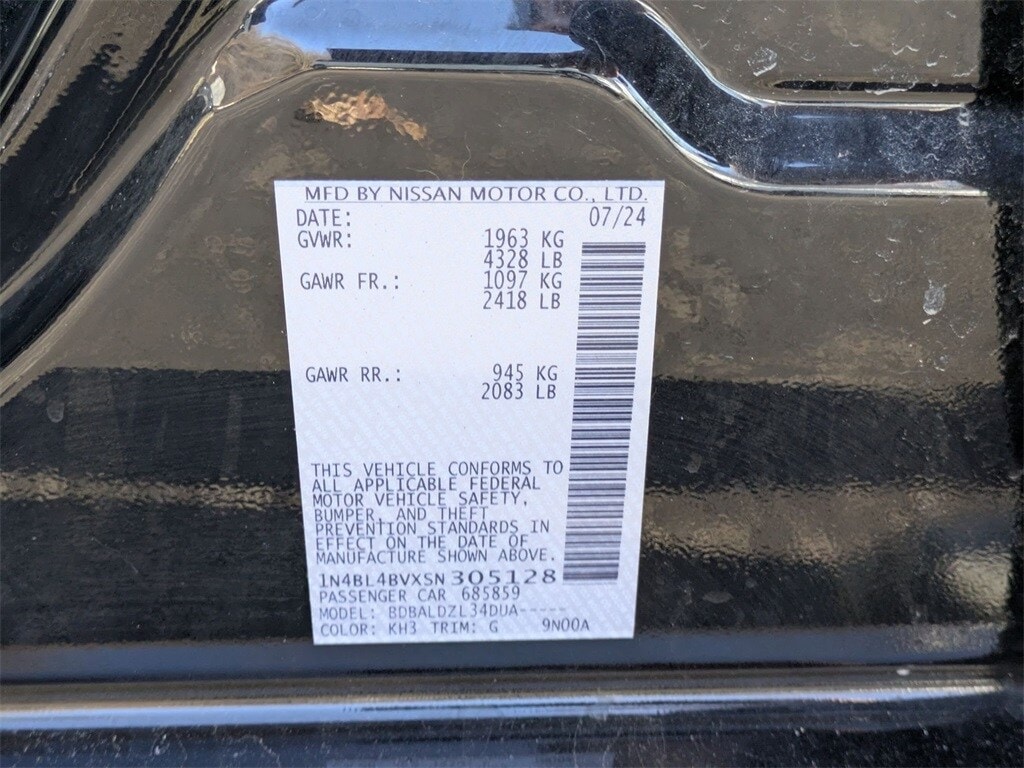 MFD BY NISSAN MOTOR CO., LTD.
DATE: 07/24
GVWR: 1963 KG
4328 LB
GAWR FR.: 1097 KG
2418 LB
GAWR RR.: 945 KG
2083 LB
THIS VEHICLE CONFORMS TO
ALL APPLICABLE FEDERAL
MOTOR VEHICLE SAFETY,
BUMPER, AND THEFT
PREVENTION STANDARDS IN
EFFECT ON THE DATE OF
MANUFACTURE SHOWN ABOVE.
1N4BL4BVXSN305128
PASSENGER CAR 685859
MODEL: BDBALDZL34DUA-----
COLOR: KH3 TRIM: G 9N00A